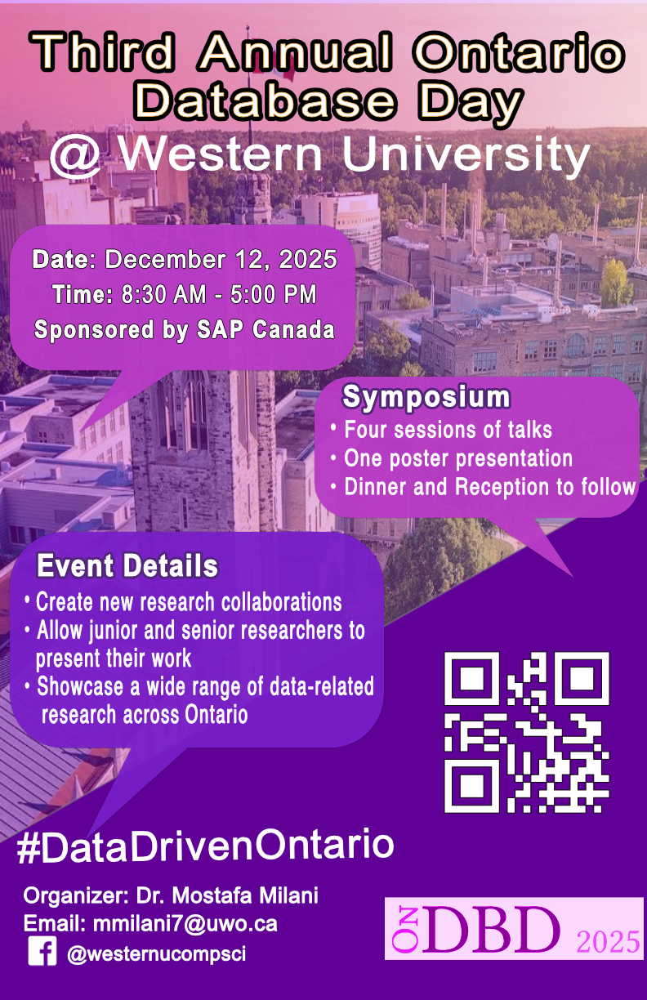 Third Annual Ontario
Database Day
@ Western University
Date: December 12, 2025
Time: 8:30 AM - 5:00 PM
Sponsored by SAP Canada
Symposium
• Four sessions of talks
• One poster presentation
• Dinner and Reception to follow
Event Details
• Create new research collaborations
• Allow junior and senior researchers to
present their work
• Showcase a wide range of data-related
research across Ontario
#DataDrivenOntario
Organizer: Dr. Mostafa Milani
Email: mmilani7@uwo.ca
@westernucompsci
ON DBD 2025